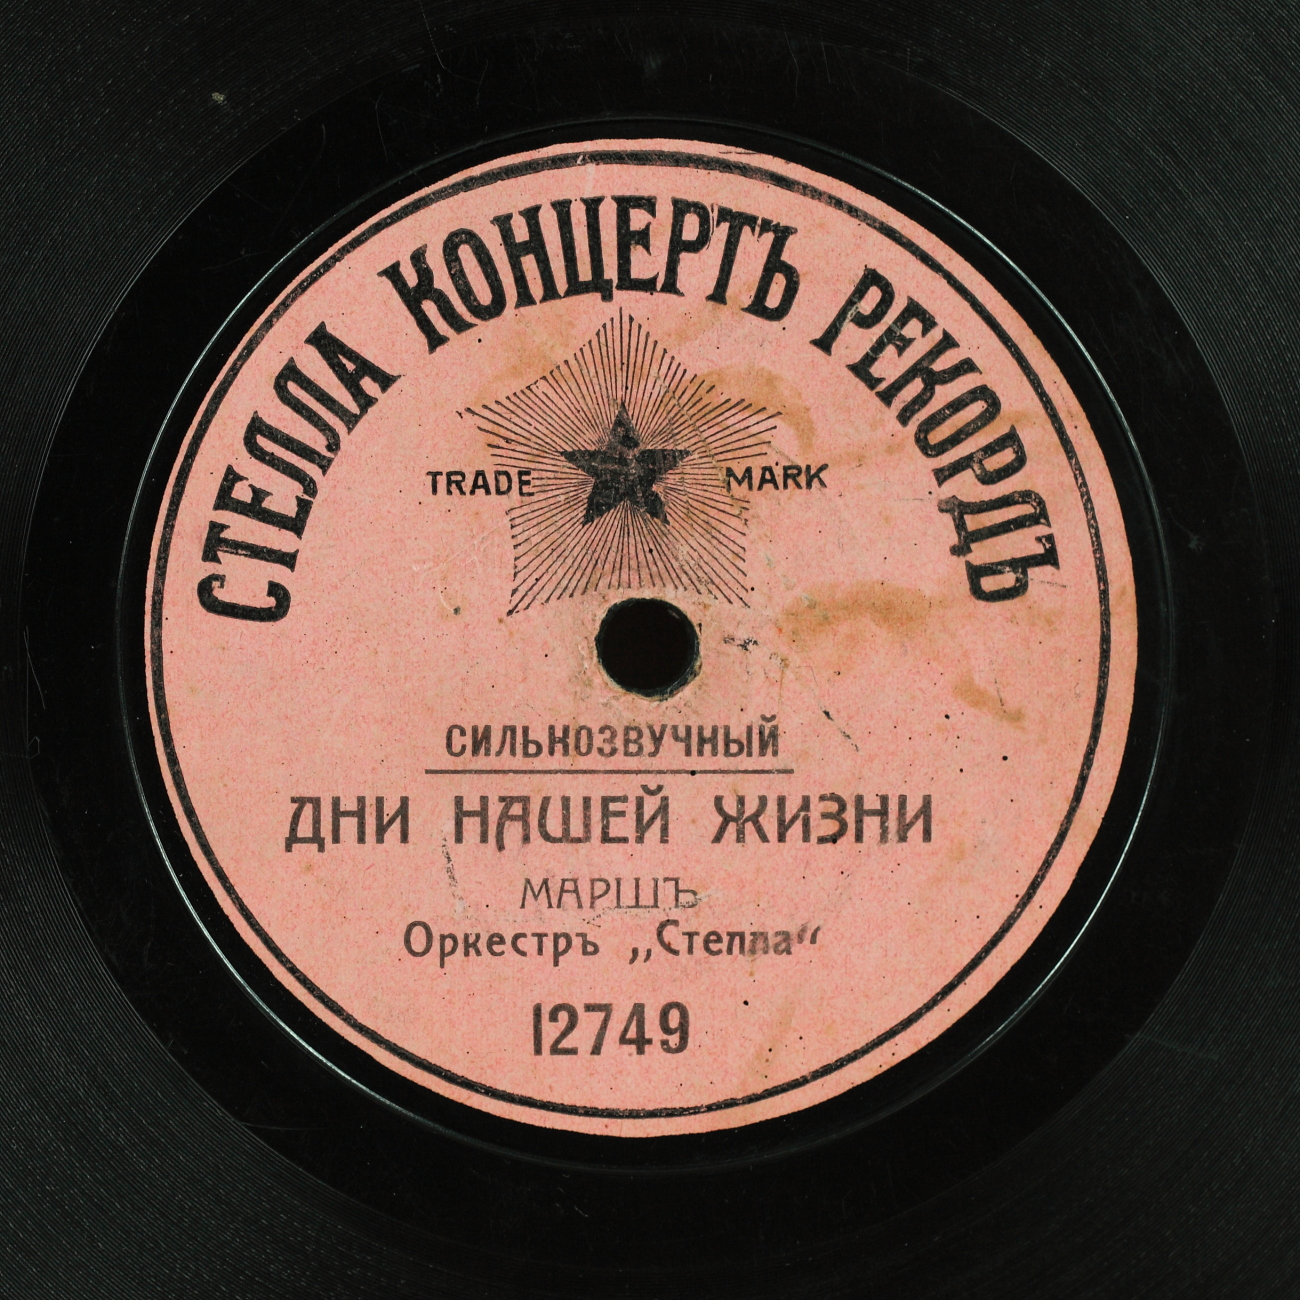 СТЕЛЛА КОНЦЕРТЪ РЕКОРДЪ
TRADE MARK
СИЛЬНОЗВУЧНЫЙ
ДНИ НАШЕЙ ЖИЗНИ
МАРШЪ
Оркестръ „Стелла“
12749